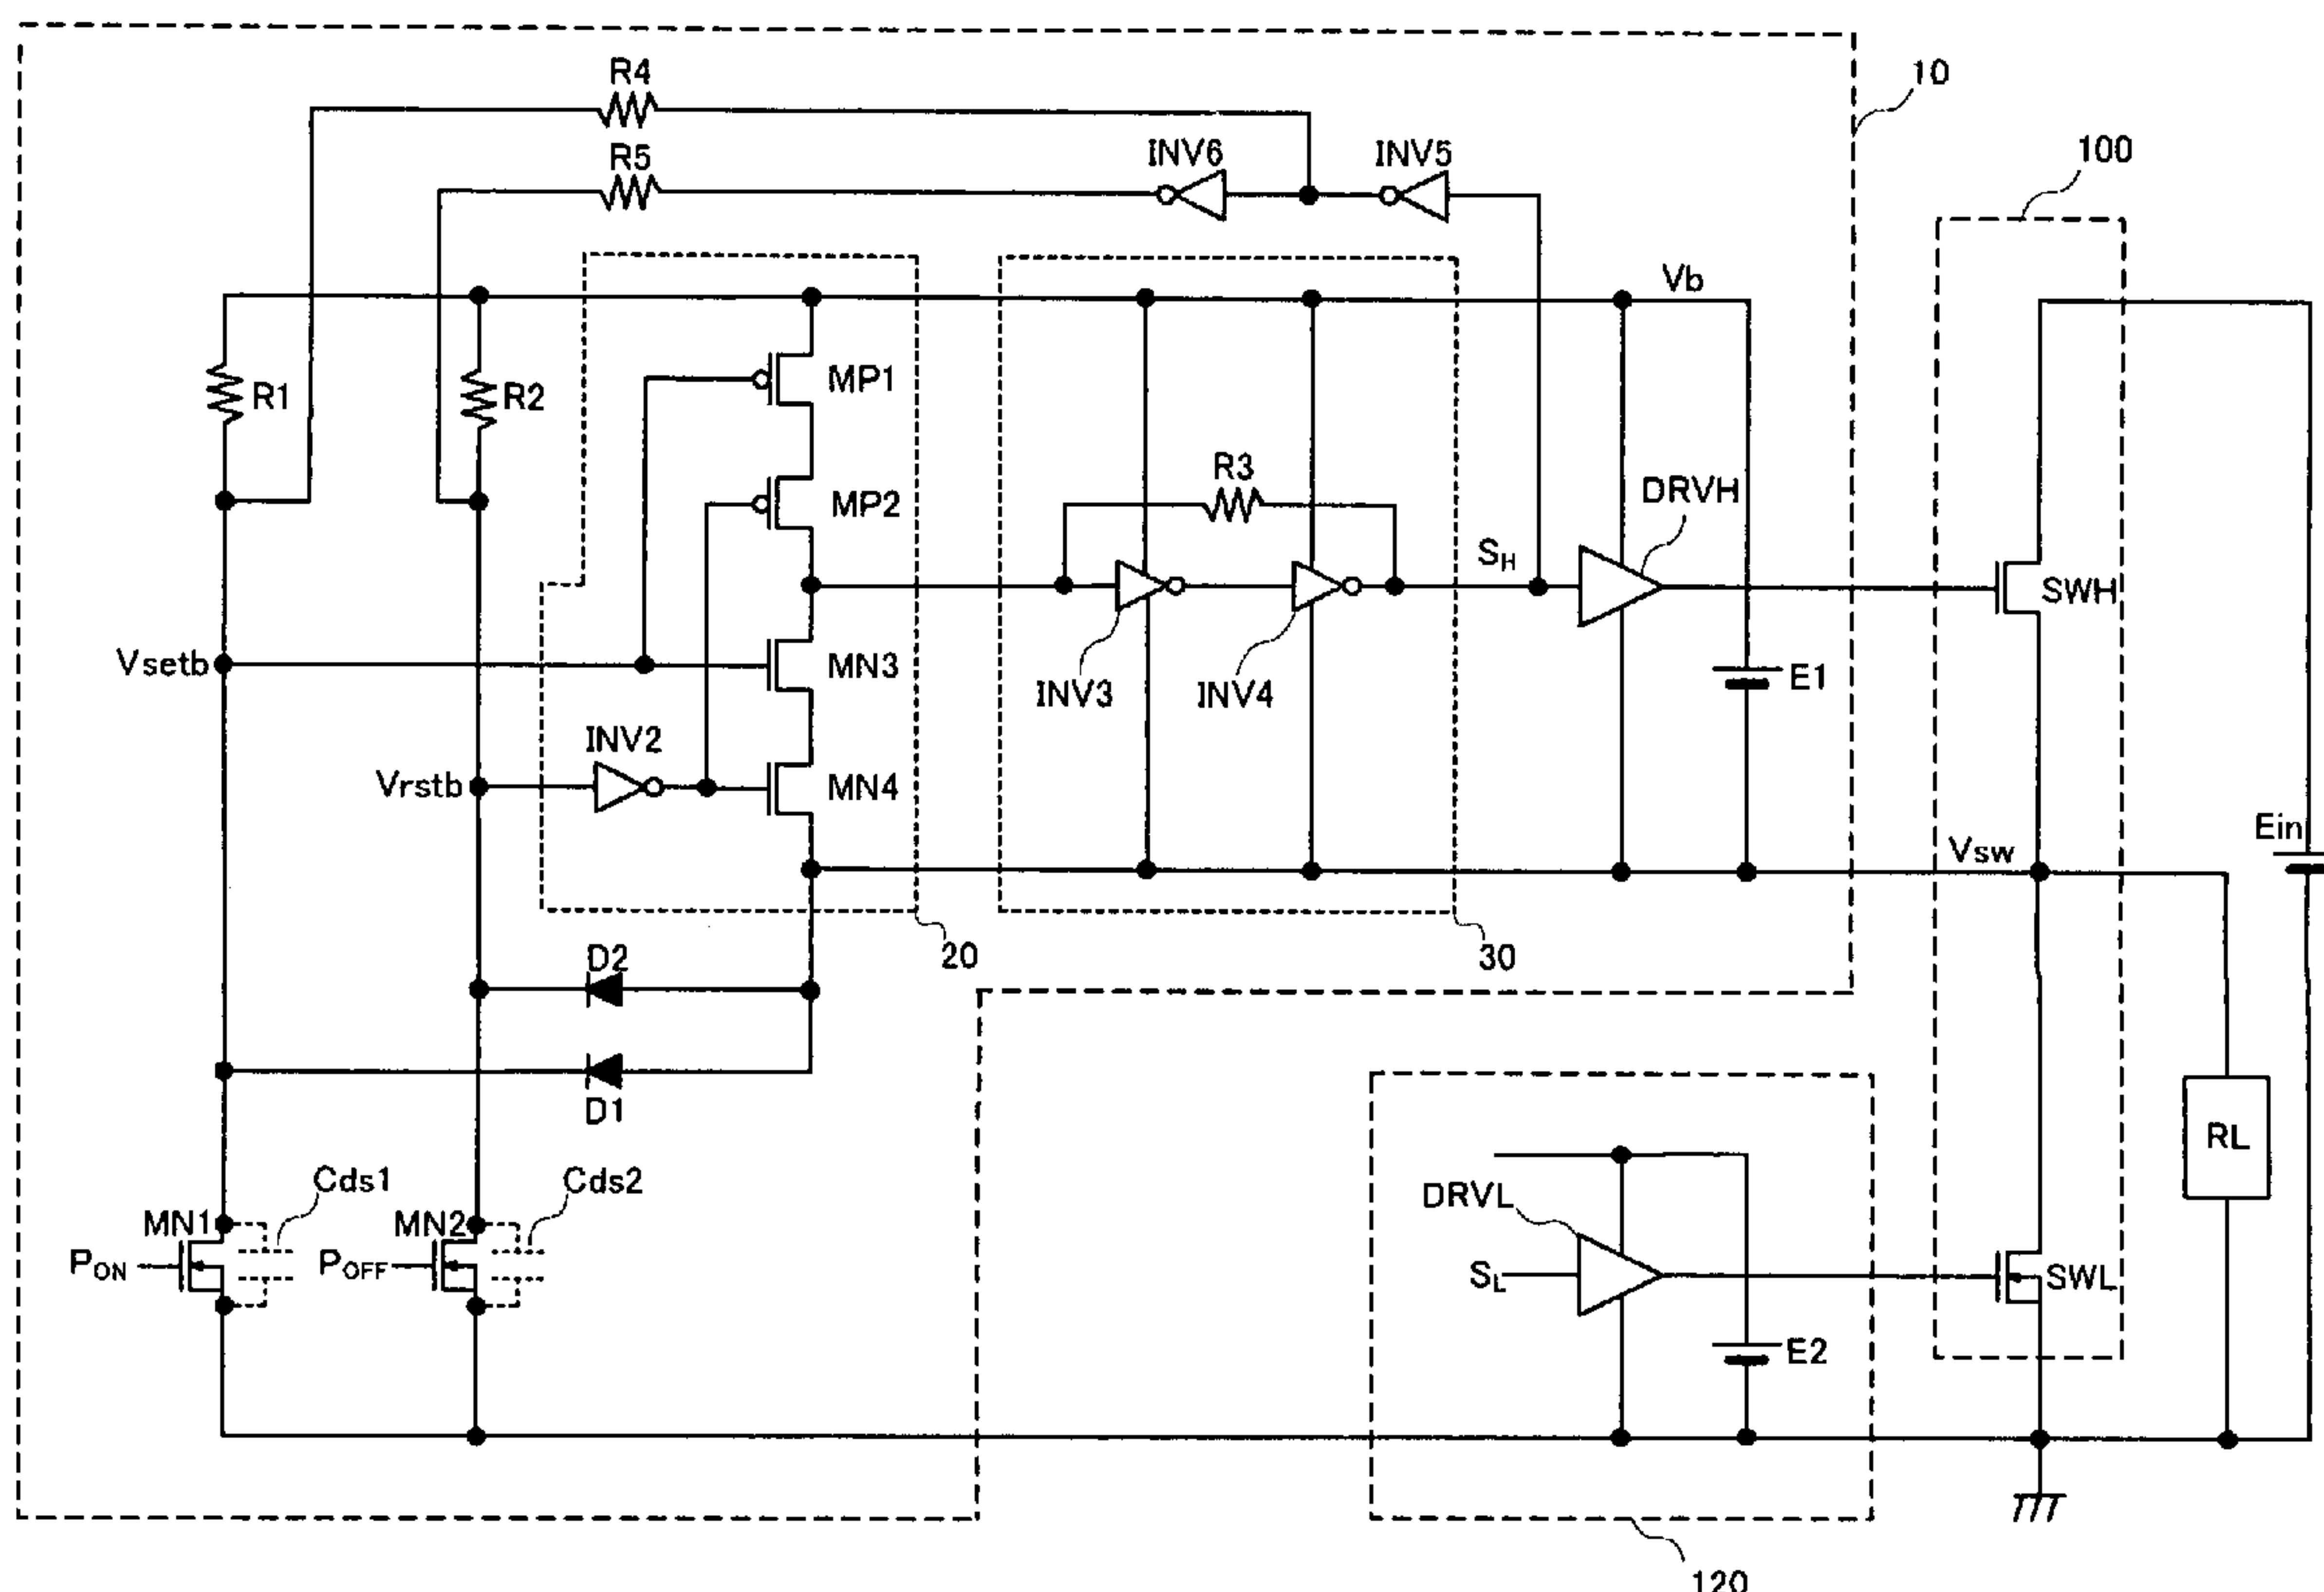 R4
10
R5
INV6
INV5
100
Vb
R1
R2
MP1
MP2
R3
DRVH
SH
SWH
Vsetb
MN3
INV3
INV4
E1
INV2
Vrstb
MN4
Ein
Vsw
20
30
D2
D1
RL
Cds1
Cds2
DRVL
MN1
MN2
PON
POFF
SL
SWL
E2
120